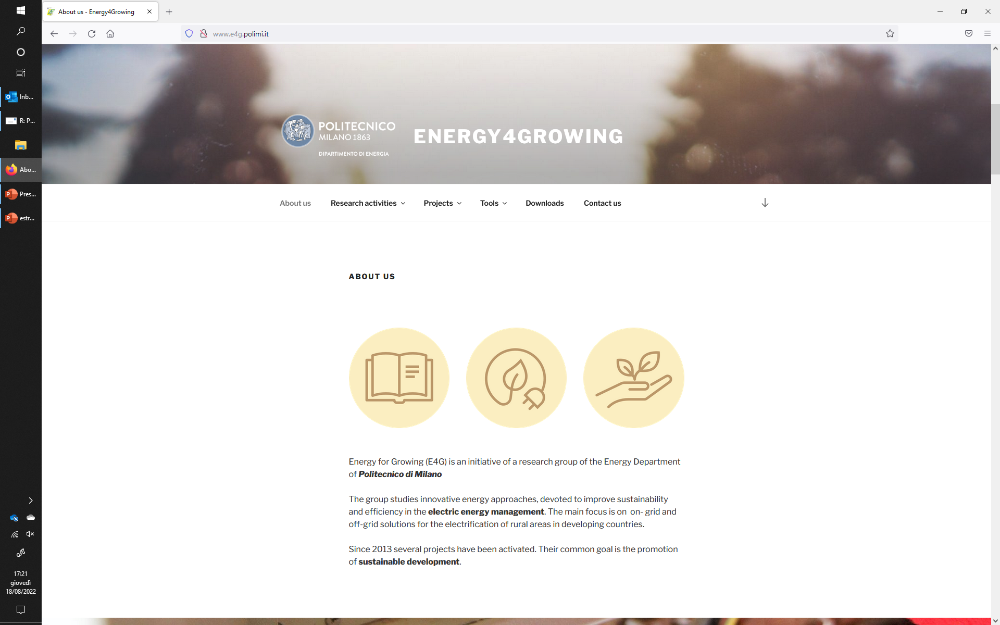 About us - Energy4Growing
www.e4g.polimi.it
Inb...
R: P...
Abo...
Pres...
estr...
17:21
giovedì
18/08/2022
POLITECNICO
MILANO 1863
DIPARTIMENTO DI ENERGIA
ENERGY4GROWING
About us Research activities Projects Tools Downloads Contact us
ABOUT US
Energy for Growing (E4G) is an initiative of a research group of the Energy Department
of Politecnico di Milano
The group studies innovative energy approaches, devoted to improve sustainability
and efficiency in the electric energy management. The main focus is on on- grid and
off-grid solutions for the electrification of rural areas in developing countries.
Since 2013 several projects have been activated. Their common goal is the promotion
of sustainable development.